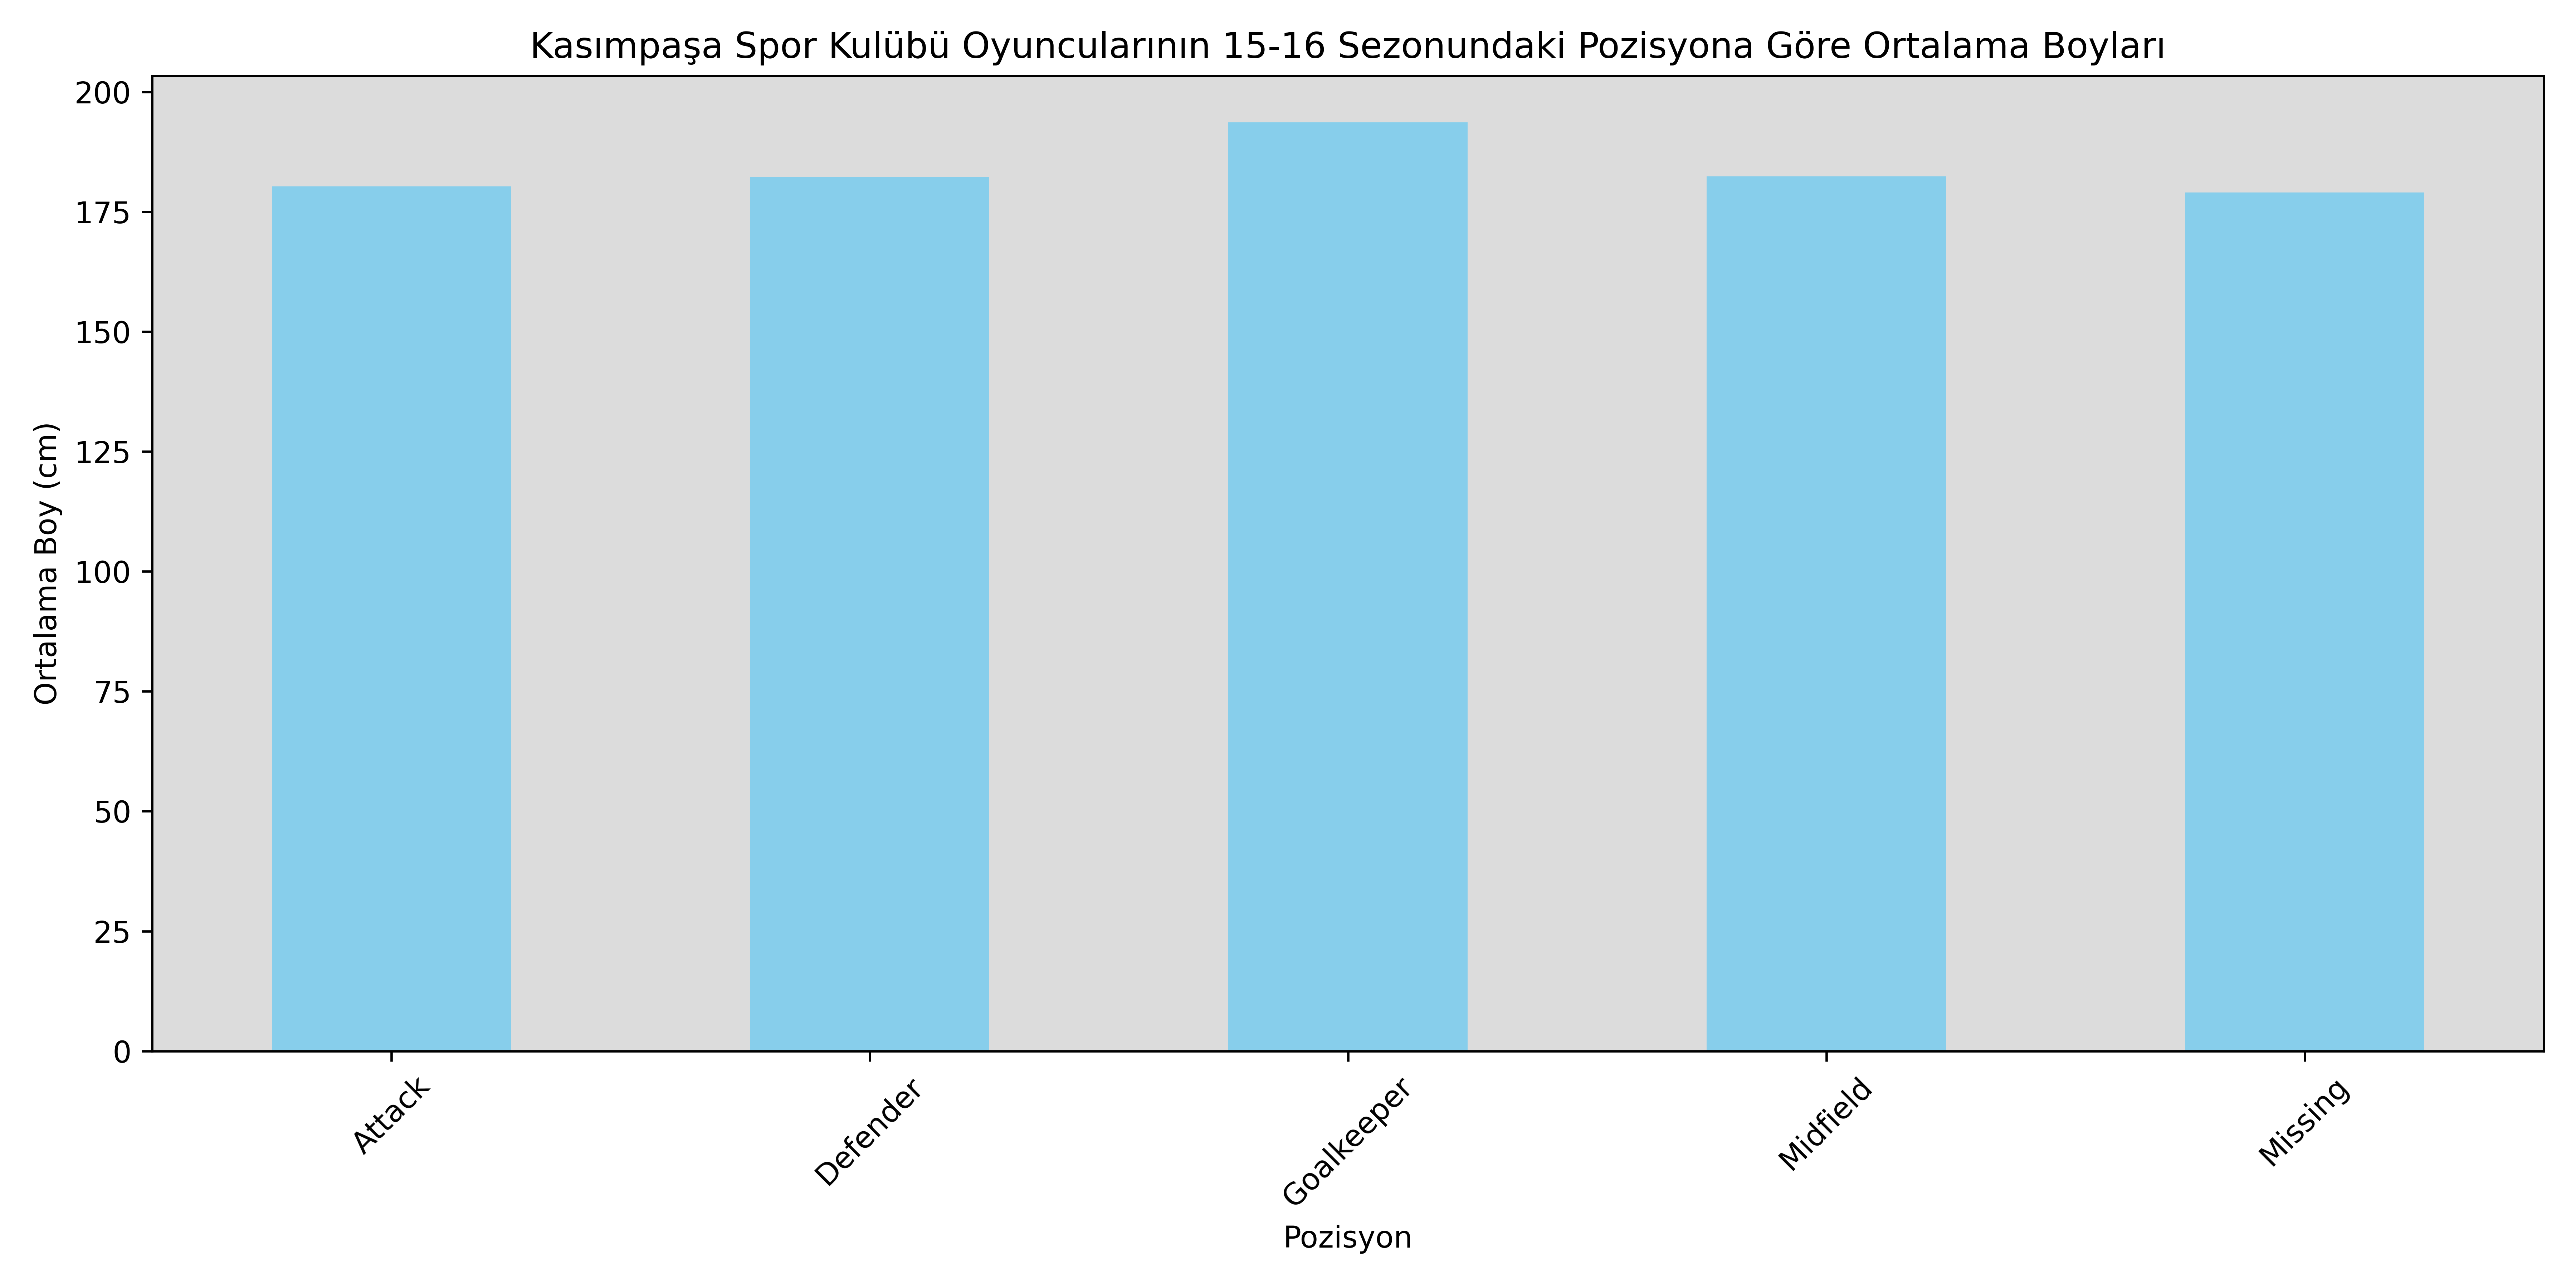 Kasımpaşa Spor Kulübü Oyuncularının 15-16 Sezonundaki Pozisyona Göre Ortalama Boyları
Ortalama Boy (cm)
200
175
150
125
100
75
50
25
0
Attack
Defender
Goalkeeper
Midfield
Missing
Pozisyon